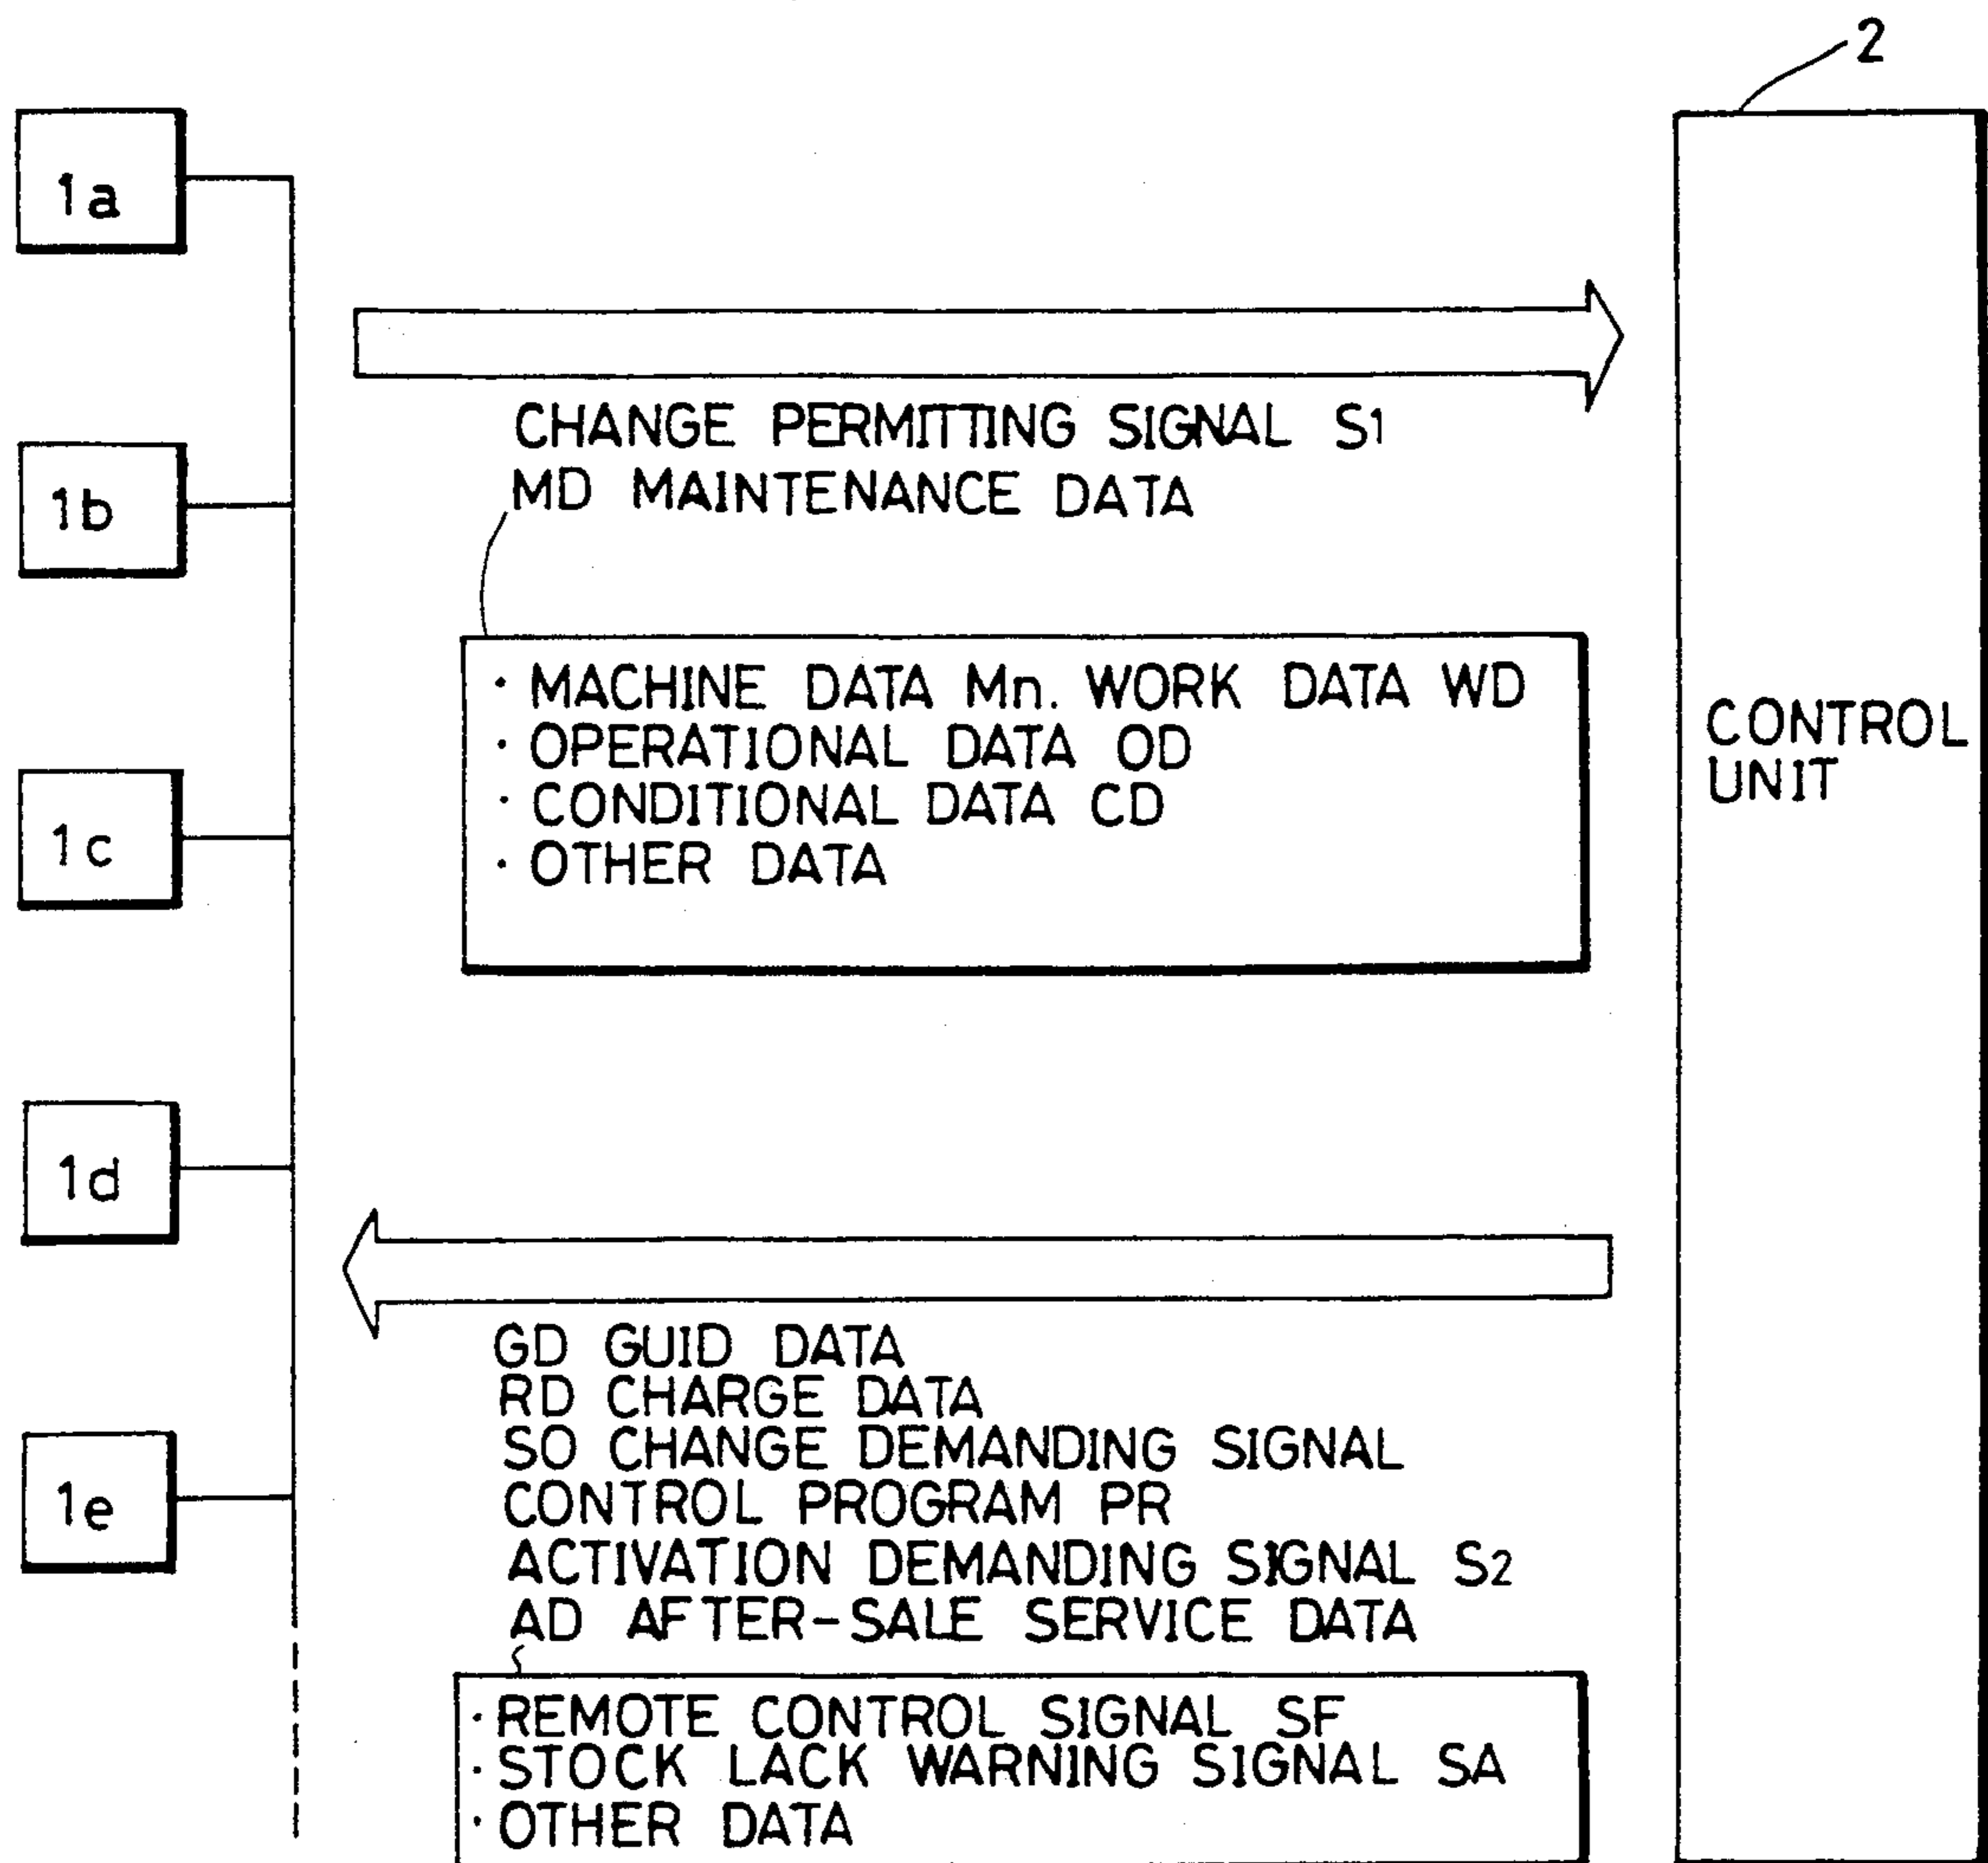 2
1a
CHANGE PERMITTING SIGNAL S1
MD MAINTENANCE DATA
1b
· MACHINE DATA Mn. WORK DATA WD
· OPERATIONAL DATA OD
· CONDITIONAL DATA CD
· OTHER DATA
CONTROL
UNIT
1c
1d
GD GUID DATA
RD CHARGE DATA
SO CHANGE DEMANDING SIGNAL
CONTROL PROGRAM PR
ACTIVATION DEMANDING SIGNAL S2
AD AFTER-SALE SERVICE DATA
1e
· REMOTE CONTROL SIGNAL SF
· STOCK LACK WARNING SIGNAL SA
· OTHER DATA